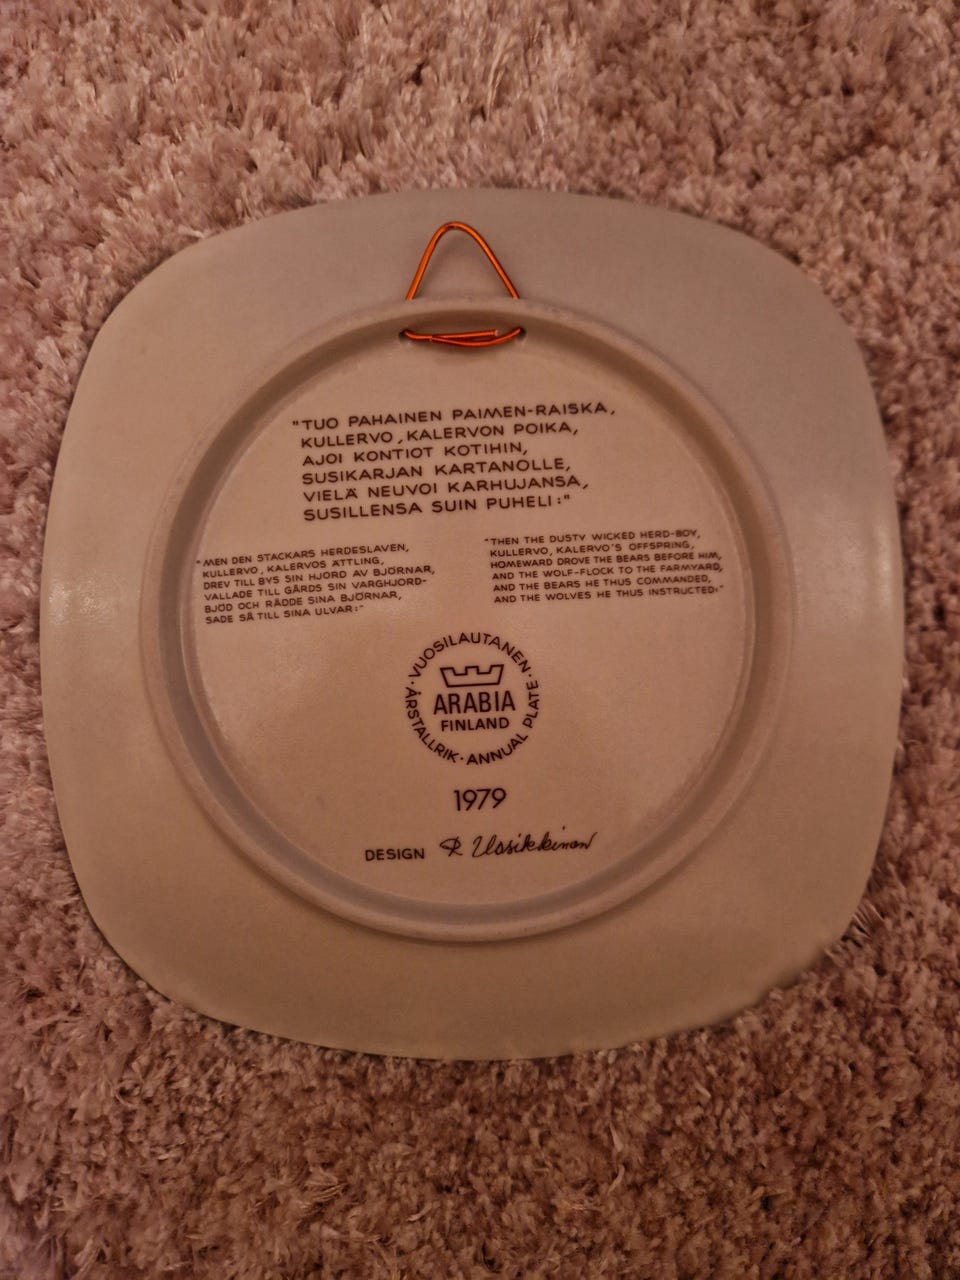 "TUO PAHAINEN PAIMEN-RAISKA,
KULLERVO, KALERVON POIKA,
AJOI KONTIOT KOTIHIN,
SUSIKARJAN KARTANOLLE,
VIELÄ NEUVOI KARHUJANSA,
SUSILLENSA SUIN PUHELI:"
"MEN DEN STACKARS HERDESLAVEN,
KULLERVO, KALERVOS ÄTTLING,
DREV TILL BYS SIN HJORD AV BJÖRNAR,
VALLADE TILL GÅRDS SIN VARGHJORD-
BJÖD OCH RÄDDE SINA BJÖRNAR,
SADE SÅ TILL SINA ULVAR:"
"THEN THE DUSTY WICKED HERD-BOY,
KULLERVO, KALERVO'S OFFSPRING,
HOMEWARD DROVE THE BEARS BEFORE HIM,
AND THE WOLF-FLOCK TO THE FARMYARD,
AND THE BEARS HE THUS COMMANDED,
AND THE WOLVES HE THUS INSTRUCTED:"
· VUOSILAUTANEN · ANNUAL PLATE · ÅRSTALLRIK
ARABIA
FINLAND
1979
DESIGN R Uosikkinen